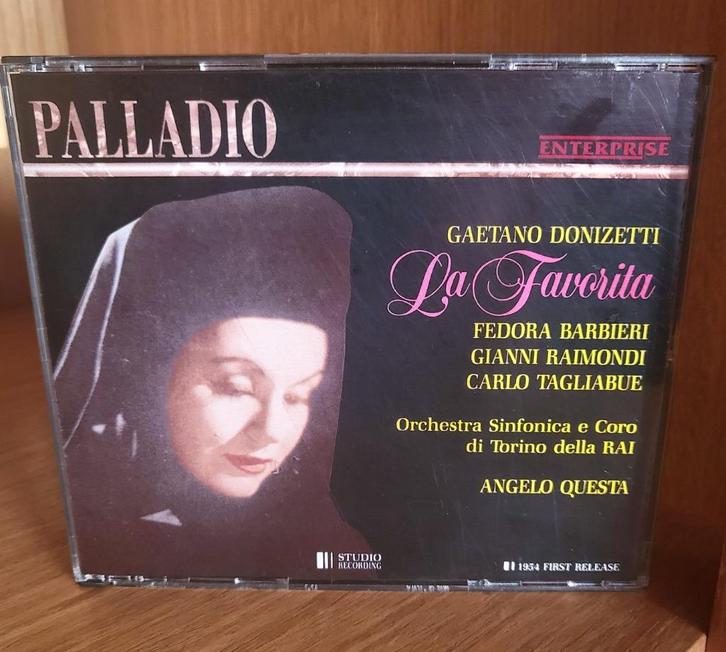 PALLADIO
ENTERPRISE
GAETANO DONIZETTI
La Favorita
FEDORA BARBIERI
GIANNI RAIMONDI
CARLO TAGLIABUE
Orchestra Sinfonica e Coro
di Torino della RAI
ANGELO QUESTA
STUDIO
RECORDING
1954 FIRST RELEASE